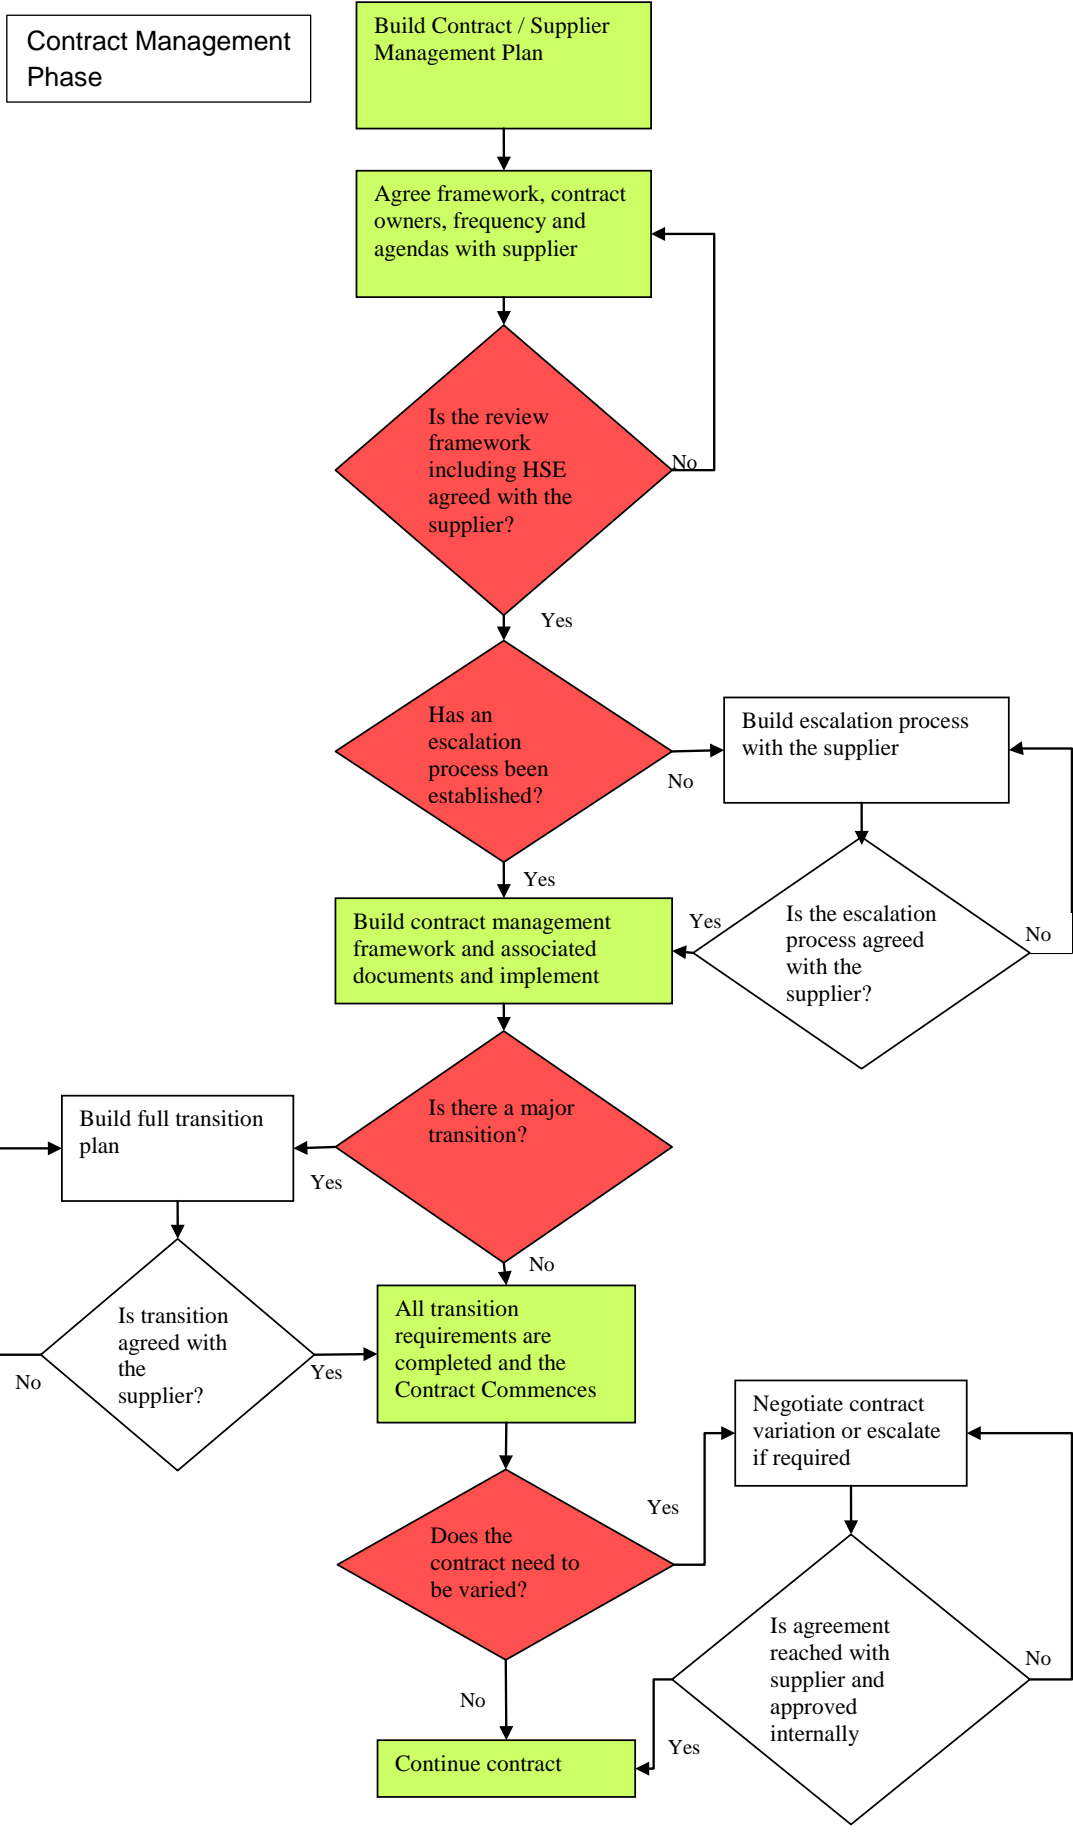 Contract Management
Phase
Build Contract / Supplier
Management Plan
Agree framework, contract
owners, frequency and
agendas with supplier
Is the review
framework
including HSE
agreed with the
supplier?
No
Yes
Has an
escalation
process been
established?
No
Build escalation process
with the supplier
Yes
Build contract management
framework and associated
documents and implement
Yes
Is the escalation
process agreed
with the
supplier?
No
Is there a major
transition?
Build full transition
plan
Yes
No
Is transition
agreed with
the
supplier?
No
Yes
All transition
requirements are
completed and the
Contract Commences
Negotiate contract
variation or escalate
if required
Yes
Does the
contract need to
be varied?
Is agreement
reached with
supplier and
approved
internally
No
No
Yes
Continue contract